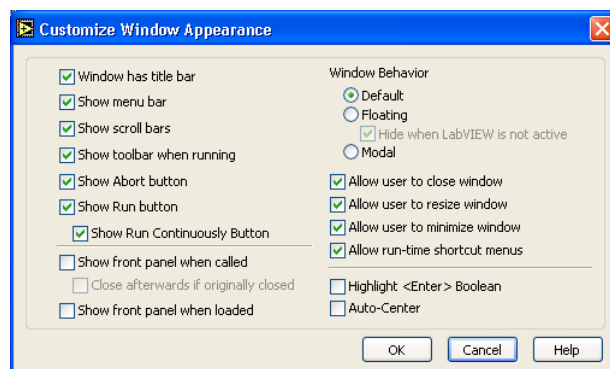 Customize Window Appearance
Window has title bar
Show menu bar
Show scroll bars
Show toolbar when running
Show Abort button
Show Run button
Show Run Continuously Button
Show front panel when called
Close afterwards if originally closed
Show front panel when loaded
Window Behavior
Default
Floating
Hide when LabVIEW is not active
Modal
Allow user to close window
Allow user to resize window
Allow user to minimize window
Allow run-time shortcut menus
Highlight <Enter> Boolean
Auto-Center
OK
Cancel
Help